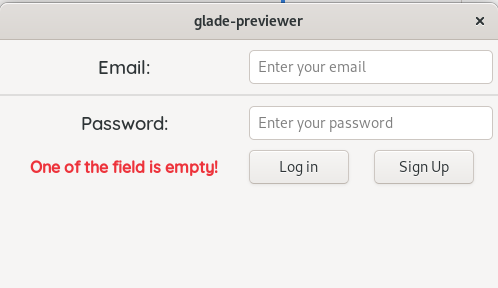 glade-previewer
Email:
Enter your email
Password:
Enter your password
One of the field is empty!
Log in
Sign Up